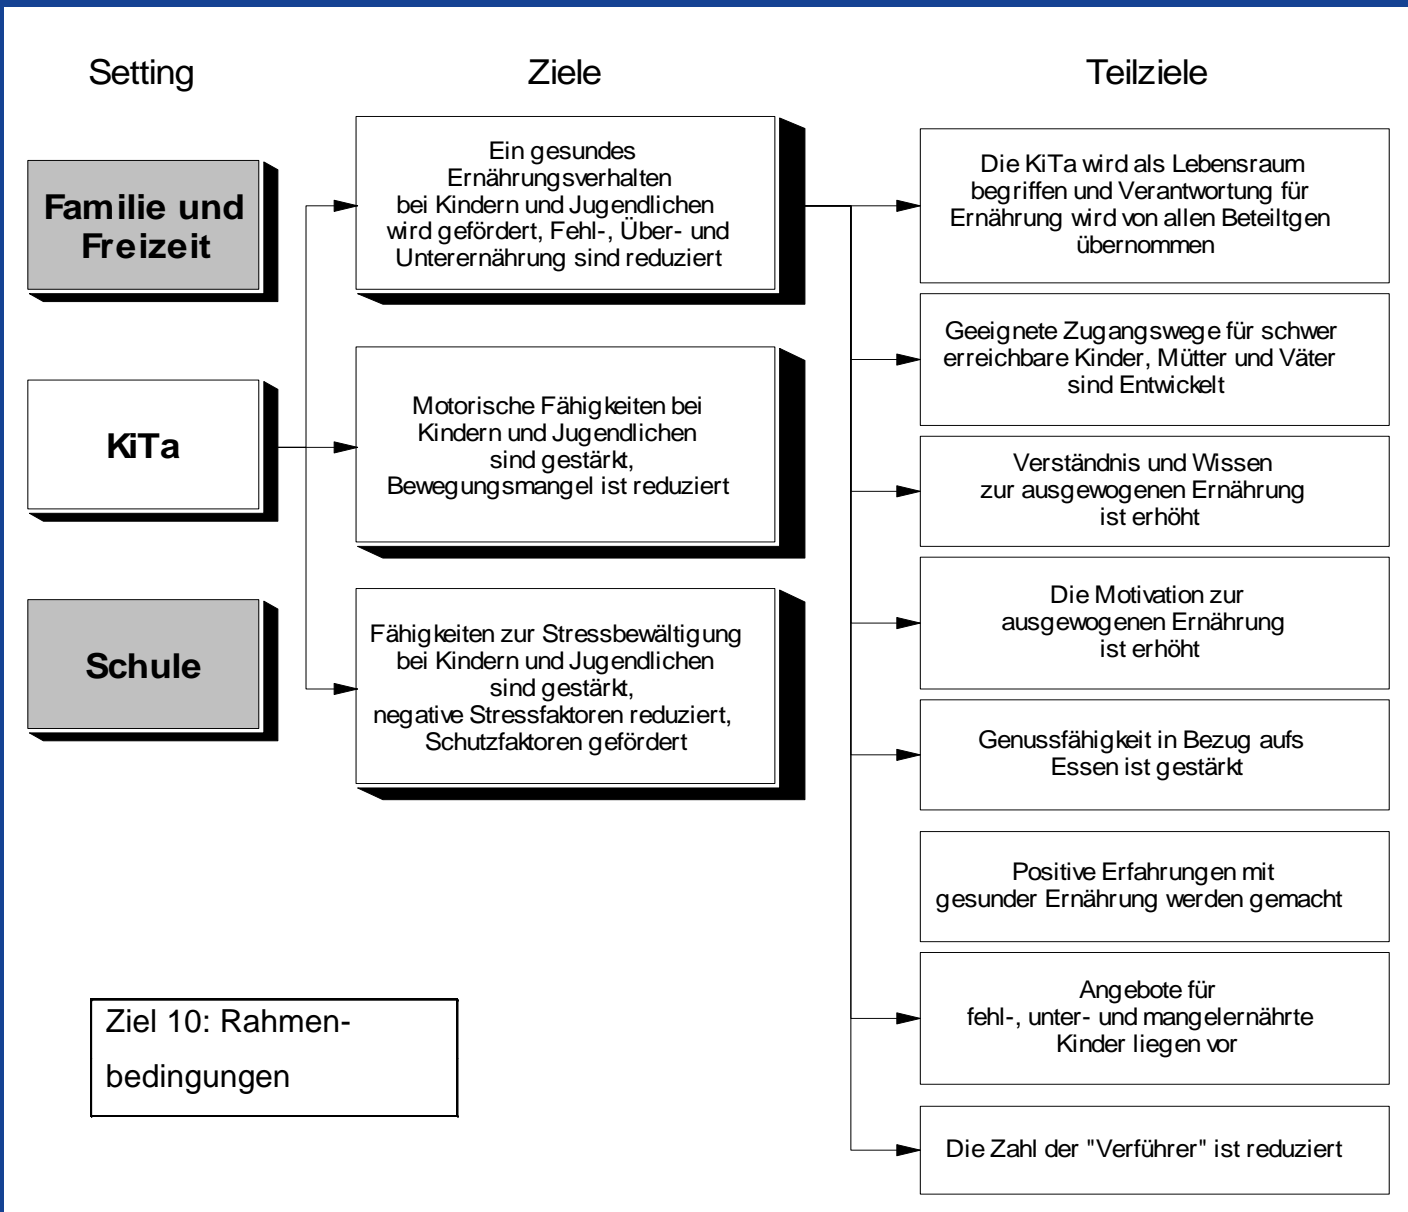 Setting
Ziele
Teilziele
Familie und
Freizeit
KiTa
Schule
Ein gesundes
Ernährungsverhalten
bei Kindern und Jugendlichen
wird gefördert, Fehl-, Über- und
Unterernährung sind reduziert
Motorische Fähigkeiten bei
Kindern und Jugendlichen
sind gestärkt,
Bewegungsmangel ist reduziert
Fähigkeiten zur Stressbewältigung
bei Kindern und Jugendlichen
sind gestärkt,
negative Stressfaktoren reduziert,
Schutzfaktoren gefördert
Die KiTa wird als Lebensraum
begriffen und Verantwortung für
Ernährung wird von allen Beteiltgen
übernommen
Geeignete Zugangswege für schwer
erreichbare Kinder, Mütter und Väter
sind Entwickelt
Verständnis und Wissen
zur ausgewogenen Ernährung
ist erhöht
Die Motivation zur
ausgewogenen Ernährung
ist erhöht
Genussfähigkeit in Bezug aufs
Essen ist gestärkt
Positive Erfahrungen mit
gesunder Ernährung werden gemacht
Angebote für
fehl-, unter- und mangelernährte
Kinder liegen vor
Die Zahl der "Verführer" ist reduziert
Ziel 10: Rahmen-
bedingungen